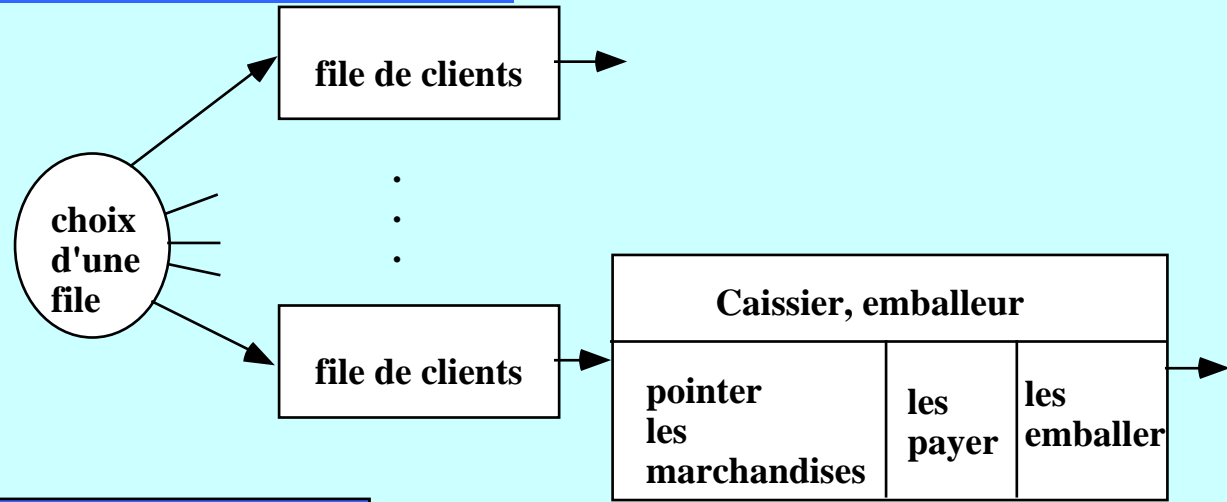 file de clients
choix
d'une
file
file de clients
Caissier, emballeur
pointer
les
marchandises
les
payer
les
emballer